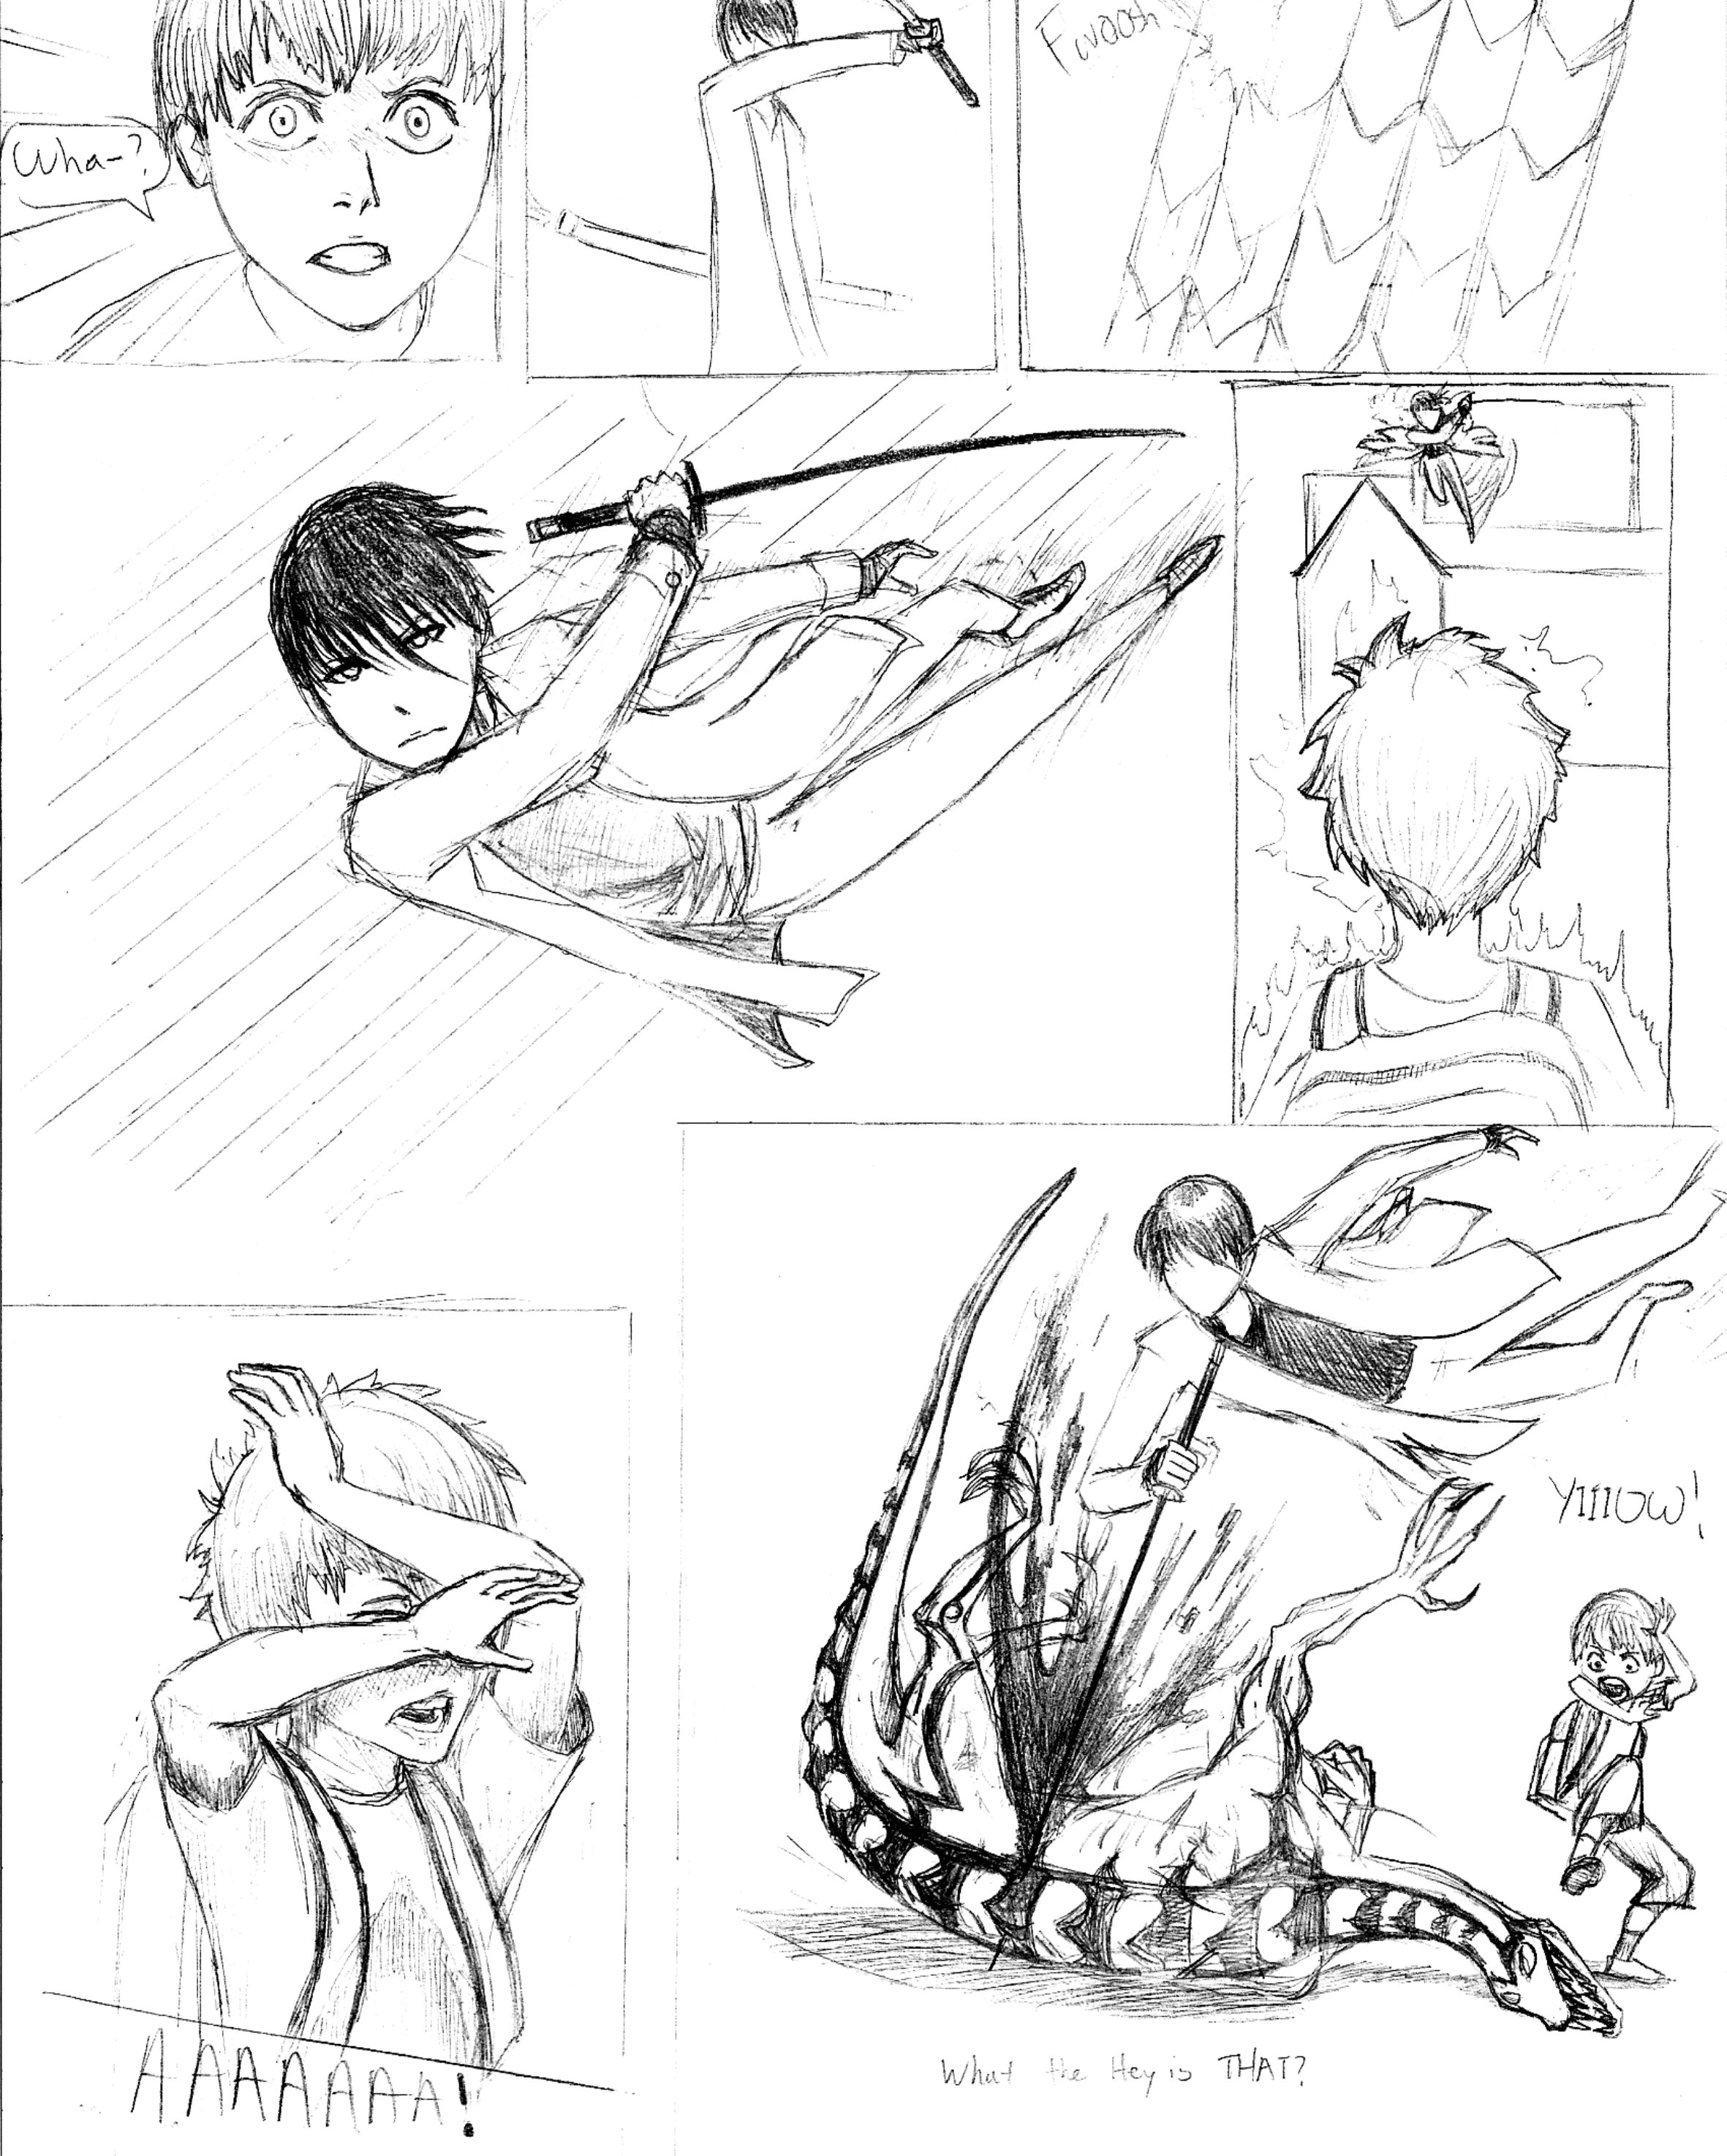 Wha-?
Fwoosh
YIIIOW!
AAAAAAA!
What the Hey is THAT?